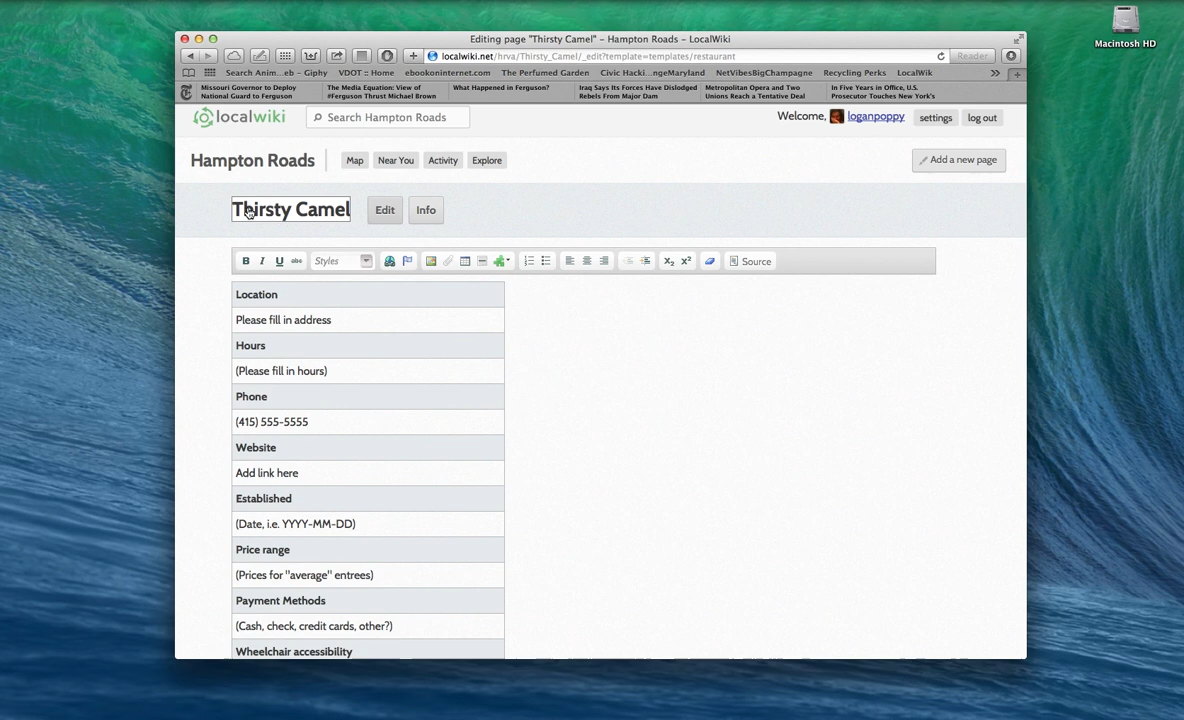 Macintosh HD
Editing page "Thirsty Camel" – Hampton Roads – LocalWiki
localwiki.net/hrva/Thirsty_Camel/_edit?template=templates/restaurant
Reader
Search Anim...eb – Giphy VDOT :: Home ebookoninternet.com The Perfumed Garden Civic Hacki...ngeMaryland NetVibesBigChampagne Recycling Perks LocalWik
Missouri Governor to Deploy National Guard to Ferguson
The Media Equation: View of #Ferguson Thrust Michael Brown
What Happened in Ferguson?
Iraq Says Its Forces Have Dislodged Rebels From Major Dam
Metropolitan Opera and Two Unions Reach a Tentative Deal
In Five Years in Office, U.S. Prosecutor Touches New York's
localwiki Search Hampton Roads Welcome, loganpoppy settings log out
Hampton Roads Map Near You Activity Explore Add a new page
Thirsty Camel Edit Info
B I U abc Styles X₂ X² Source
Location
Please fill in address
Hours
(Please fill in hours)
Phone
(415) 555-5555
Website
Add link here
Established
(Date, i.e. YYYY-MM-DD)
Price range
(Prices for "average" entrees)
Payment Methods
(Cash, check, credit cards, other?)
Wheelchair accessibility